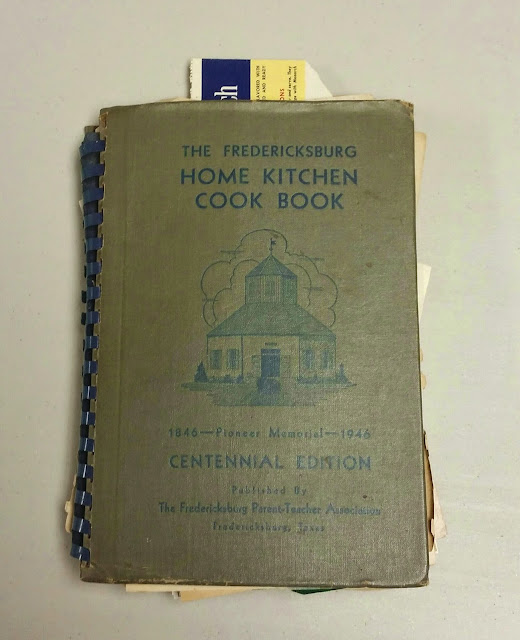 THE FREDERICKSBURG
HOME KITCHEN
COOK BOOK
1846—Pioneer Memorial—1946
CENTENNIAL EDITION
Published By
The Fredericksburg Parent-Teacher Association
Fredericksburg, Texas